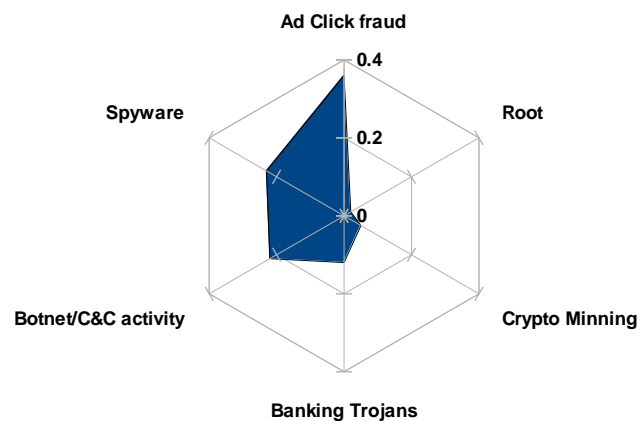 Ad Click fraud
0.4
Spyware
Root
0.2
0
Botnet/C&C activity
Crypto Minning
Banking Trojans